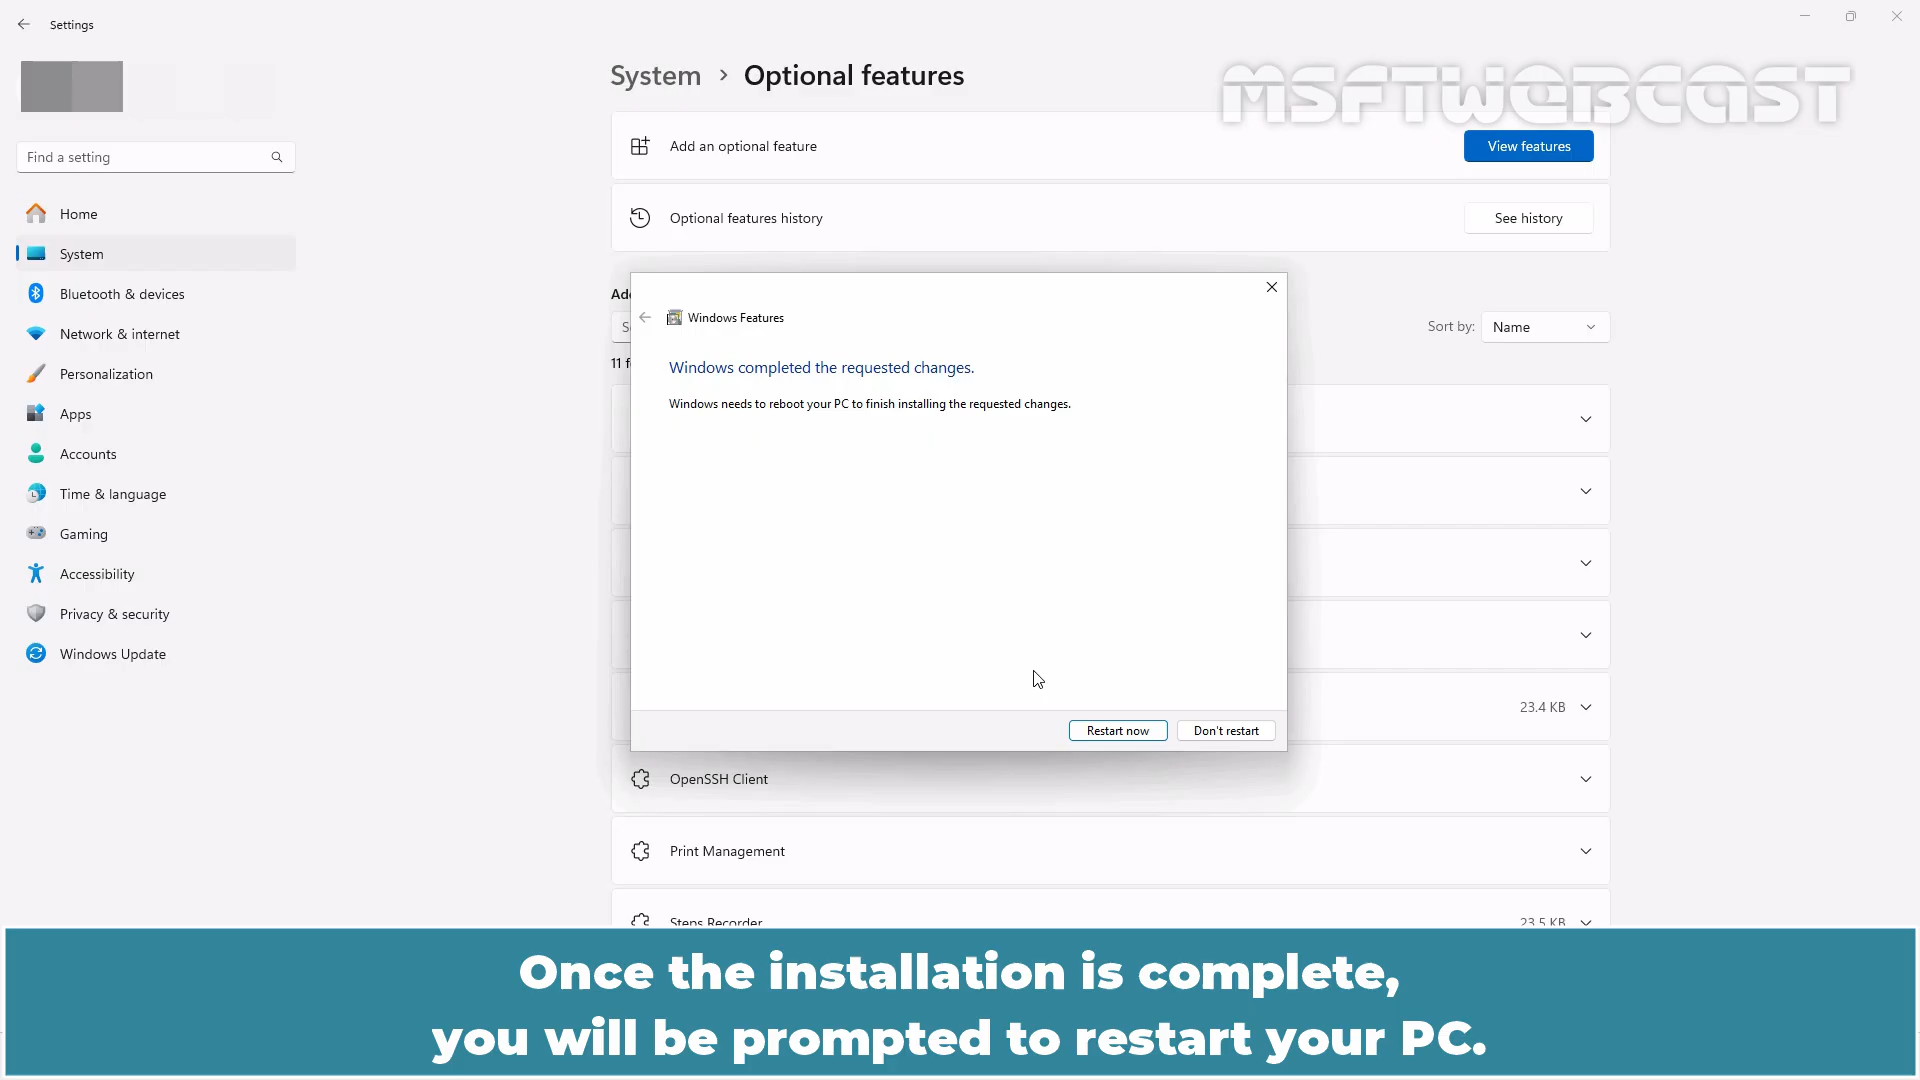 Settings
MSFTWEBCAST
System > Optional features
Add an optional feature
View features
Find a setting
Optional features history
See history
Home
System
Bluetooth & devices
Network & internet
Personalization
Apps
Accounts
Time & language
Gaming
Accessibility
Privacy & security
Windows Update
Sort by: Name
11
Windows Features
Windows completed the requested changes.
Windows needs to reboot your PC to finish installing the requested changes.
Restart now
Don't restart
23.4 KB
OpenSSH Client
Print Management
Steps Recorder
23.5 KB
Once the installation is complete,
you will be prompted to restart your PC.